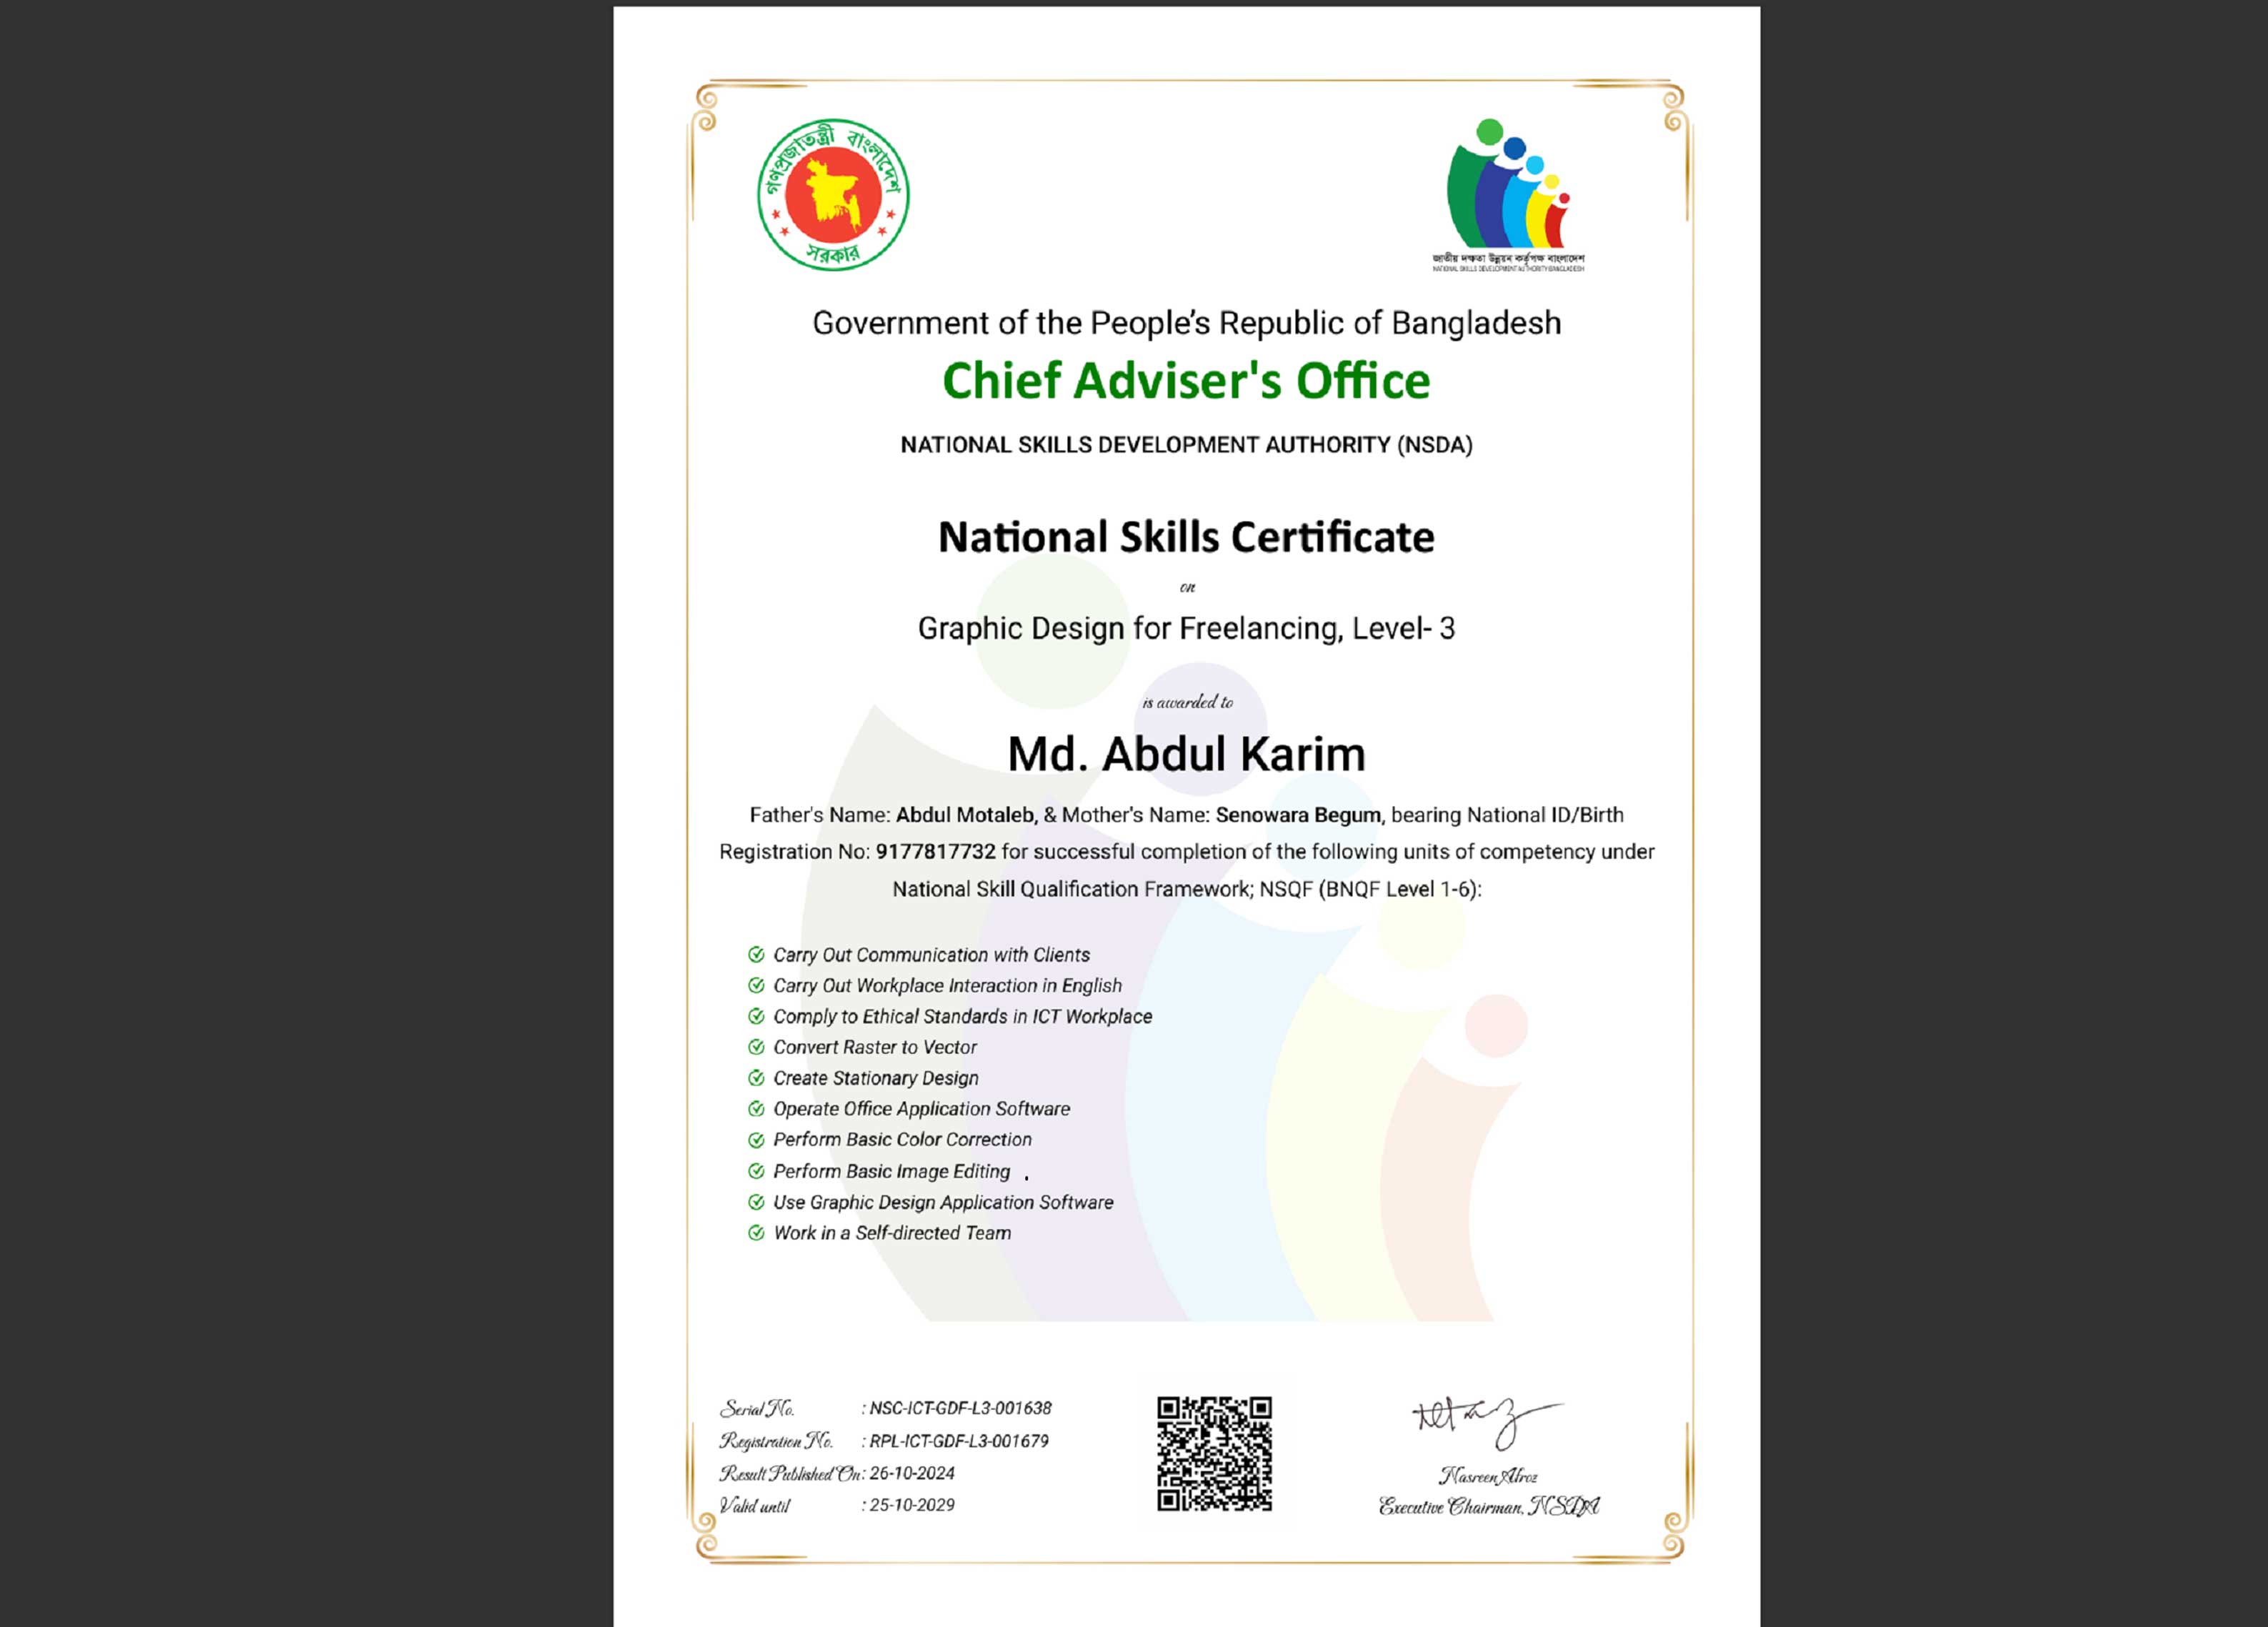 গণপ্রজাতন্ত্রী বাংলাদেশ
সরকার
জাতীয় দক্ষতা উন্নয়ন কর্তৃপক্ষ বাংলাদেশ
NATIONAL SKILLS DEVELOPMENT AUTHORITY BANGLADESH
Government of the People's Republic of Bangladesh
Chief Adviser's Office
NATIONAL SKILLS DEVELOPMENT AUTHORITY (NSDA)
National Skills Certificate
on
Graphic Design for Freelancing, Level- 3
is awarded to
Md. Abdul Karim
Father's Name: Abdul Motaleb, & Mother's Name: Senowara Begum, bearing National ID/Birth
Registration No: 9177817732 for successful completion of the following units of competency under
National Skill Qualification Framework; NSQF (BNQF Level 1-6):
Carry Out Communication with Clients
Carry Out Workplace Interaction in English
Comply to Ethical Standards in ICT Workplace
Convert Raster to Vector
Create Stationary Design
Operate Office Application Software
Perform Basic Color Correction
Perform Basic Image Editing .
Use Graphic Design Application Software
Work in a Self-directed Team
Serial No. : NSC-ICT-GDF-L3-001638
Registration No. : RPL-ICT-GDF-L3-001679
Result Published On : 26-10-2024
Valid until : 25-10-2029
Nasreen Afroz
Executive Chairman, NSDA